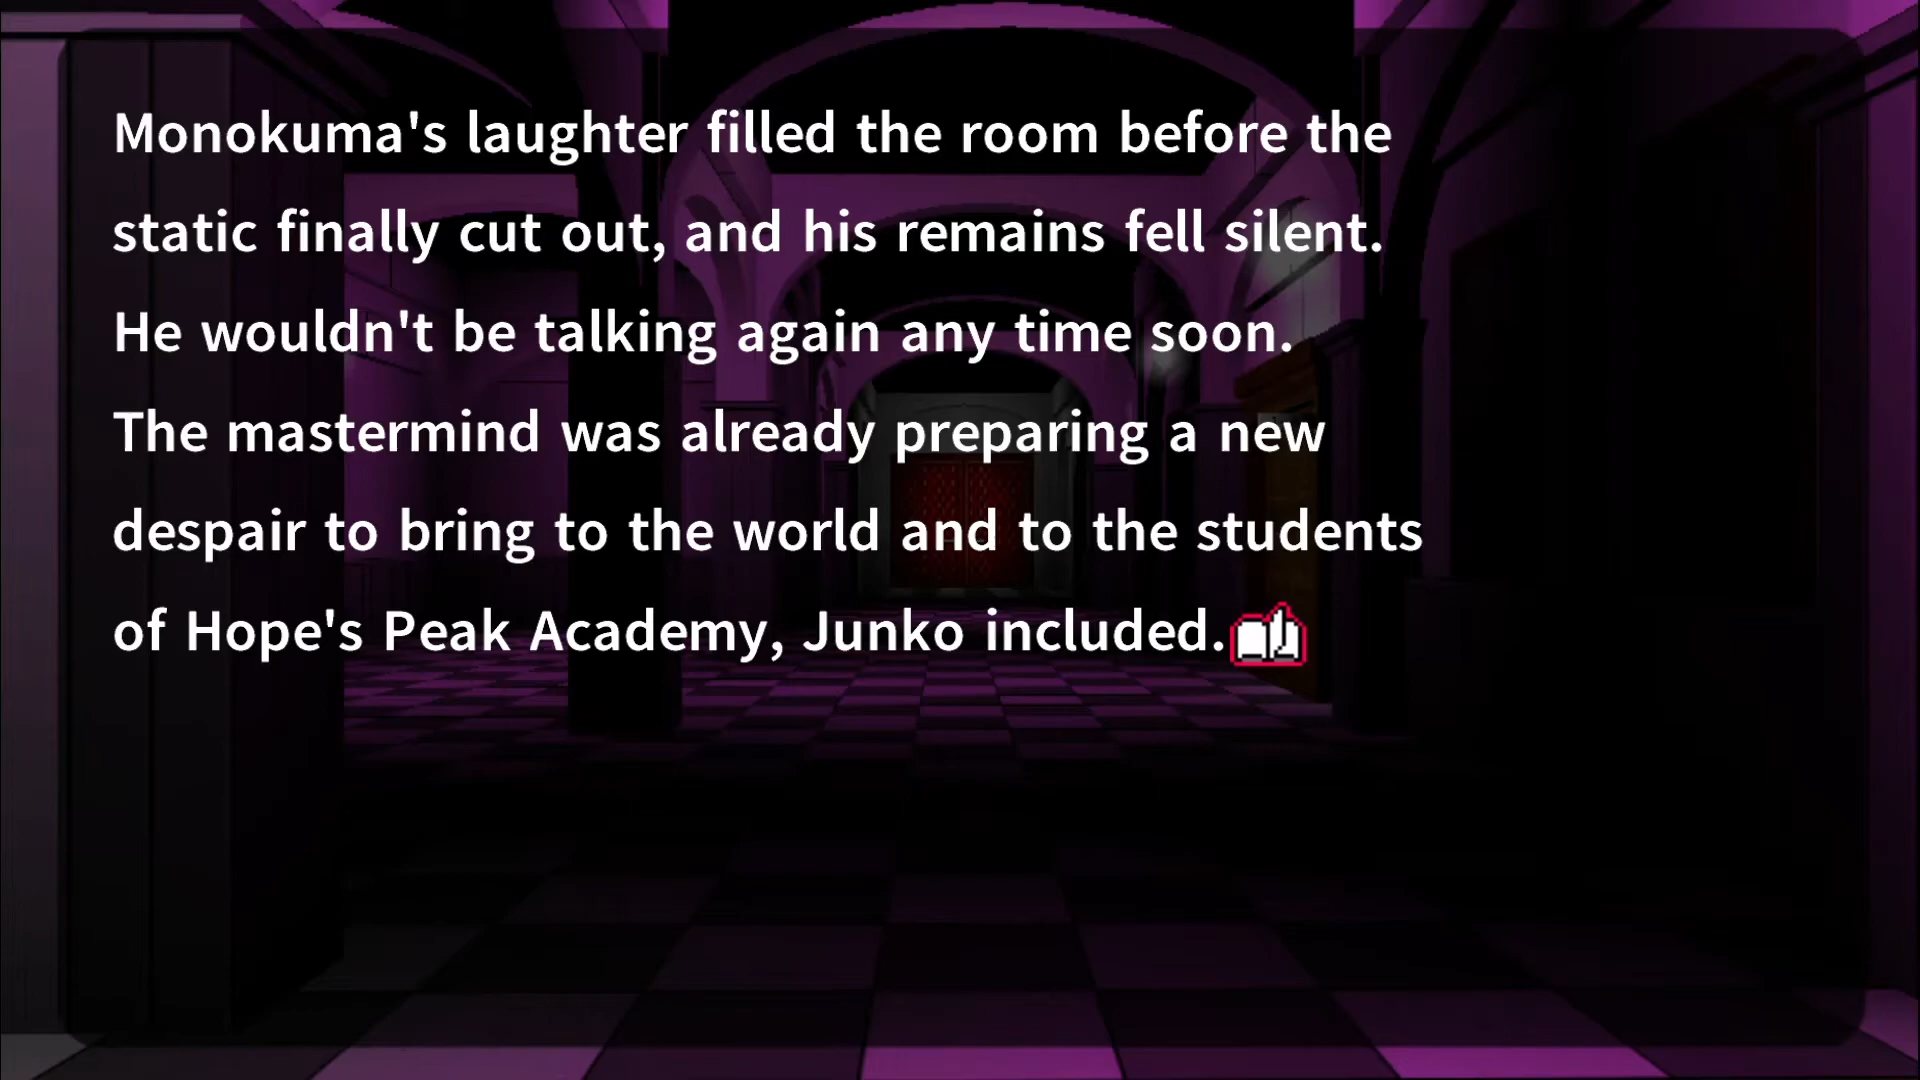 Monokuma's laughter filled the room before the
static finally cut out, and his remains fell silent.
He wouldn't be talking again any time soon.
The mastermind was already preparing a new
despair to bring to the world and to the students
of Hope's Peak Academy, Junko included.